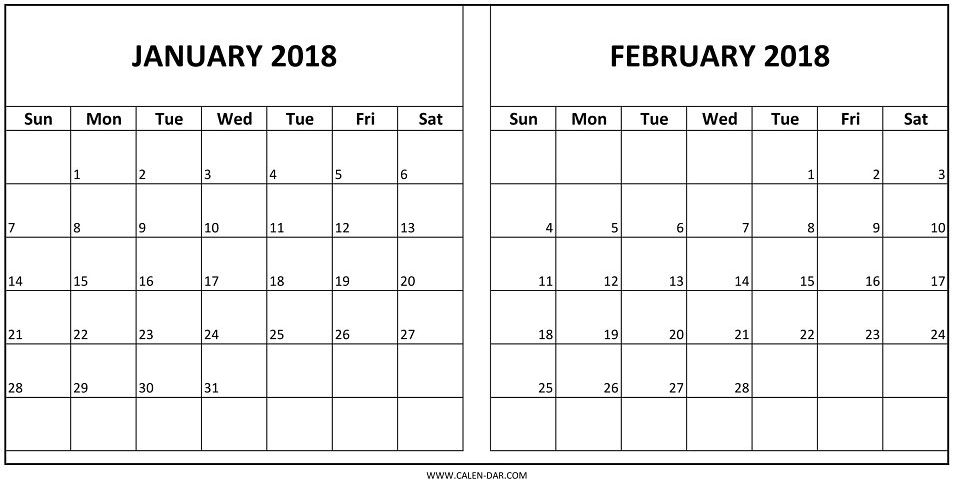 JANUARY 2018 FEBRUARY 2018
Sun Mon Tue Wed Tue Fri Sat Sun Mon Tue Wed Tue Fri Sat
1 2 3 4 5 6 1 2 3
7 8 9 10 11 12 13 4 5 6 7 8 9 10
14 15 16 17 18 19 20 11 12 13 14 15 16 17
21 22 23 24 25 26 27 18 19 20 21 22 23 24
28 29 30 31 25 26 27 28
WWW.CALEN-DAR.COM